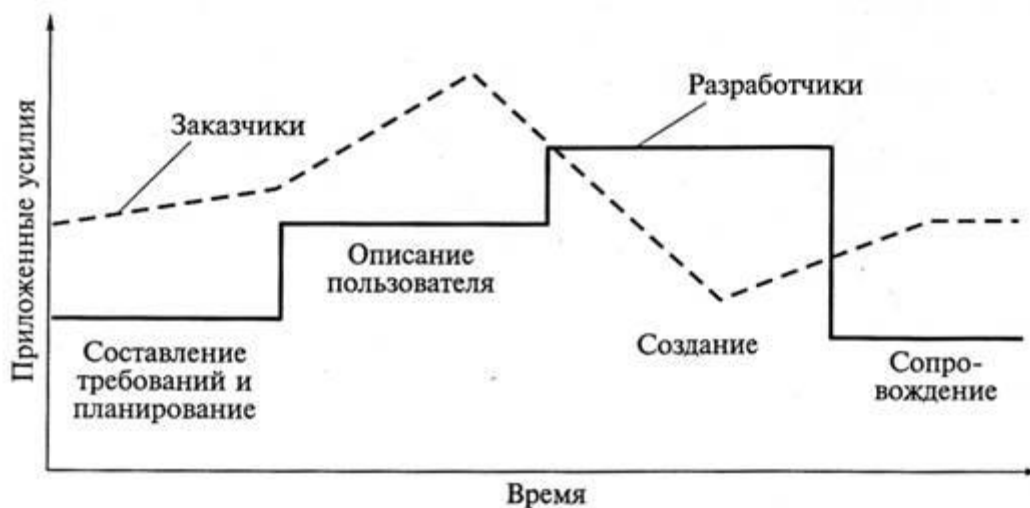 Приложенные усилия
Заказчики
Разработчики
Описание
пользователя
Составление
требований и
планирование
Создание
Сопро-
вождение
Время